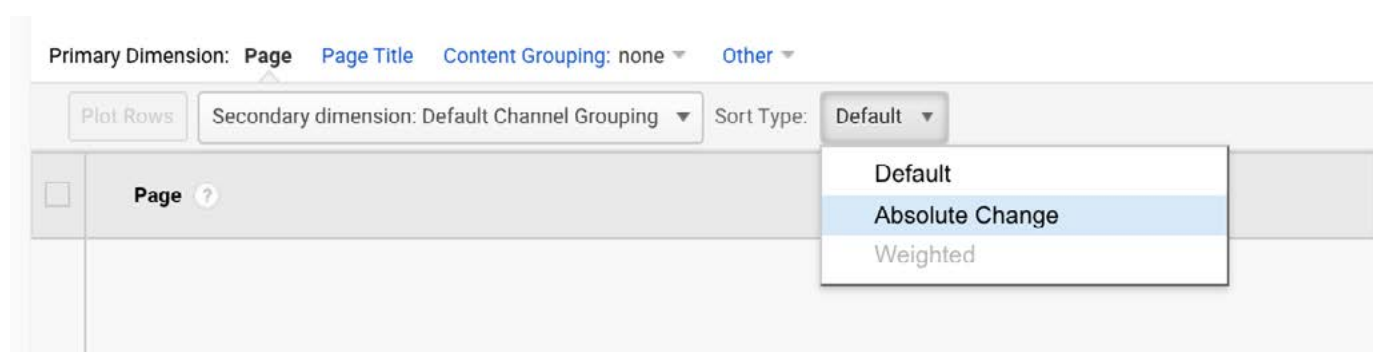 Primary Dimension: Page Page Title Content Grouping: none Other
Plot Rows Secondary dimension: Default Channel Grouping Sort Type: Default
Default
Page ?
Absolute Change
Weighted